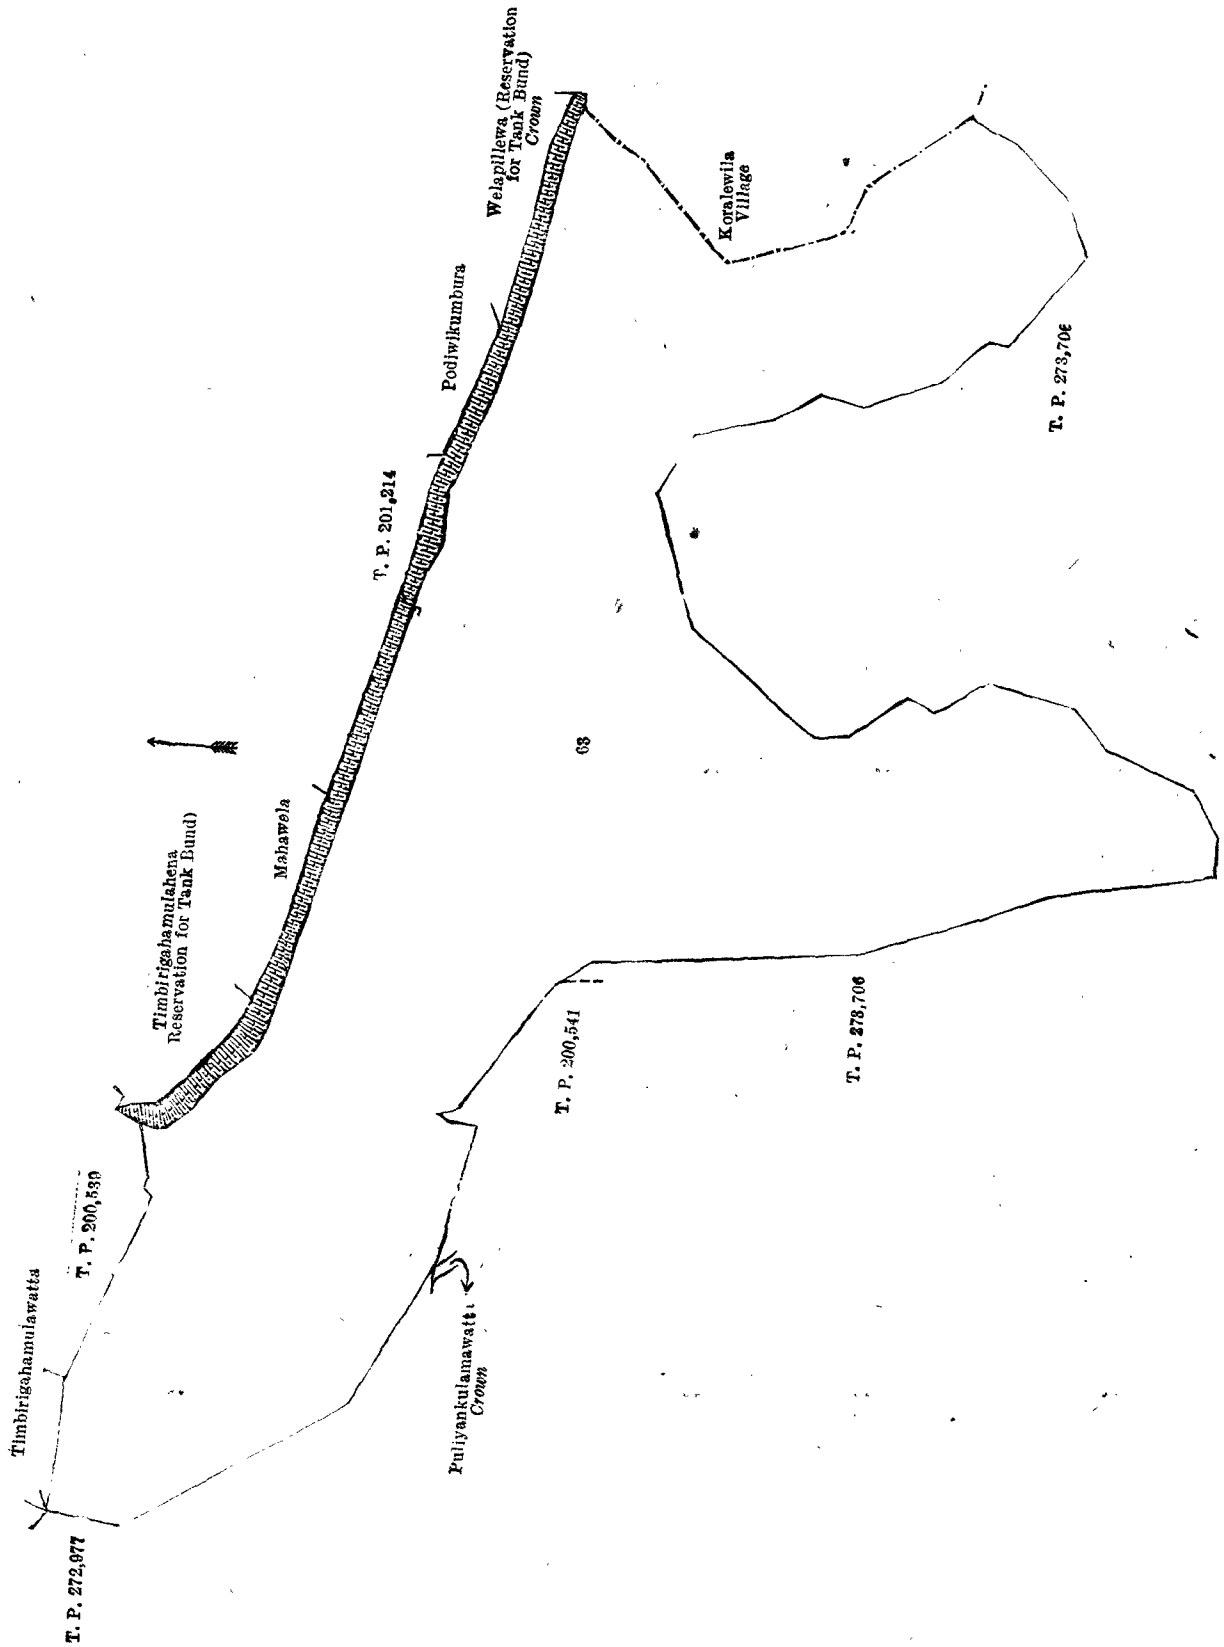 T. P. 272,977
Timbirigahamulawatta
T. P. 200,539
Timbirigahamulahena
Reservation for Tank Bund)
Mahawela
T. P. 201,214
Podiwikumbura
Welapillewa (Reservation
for Tank Bund)
Crown
Koralewila
Village
63
Puliyankulamawatta
Crown
T. P. 200,541
T. P. 273,706
T. P. 273,706